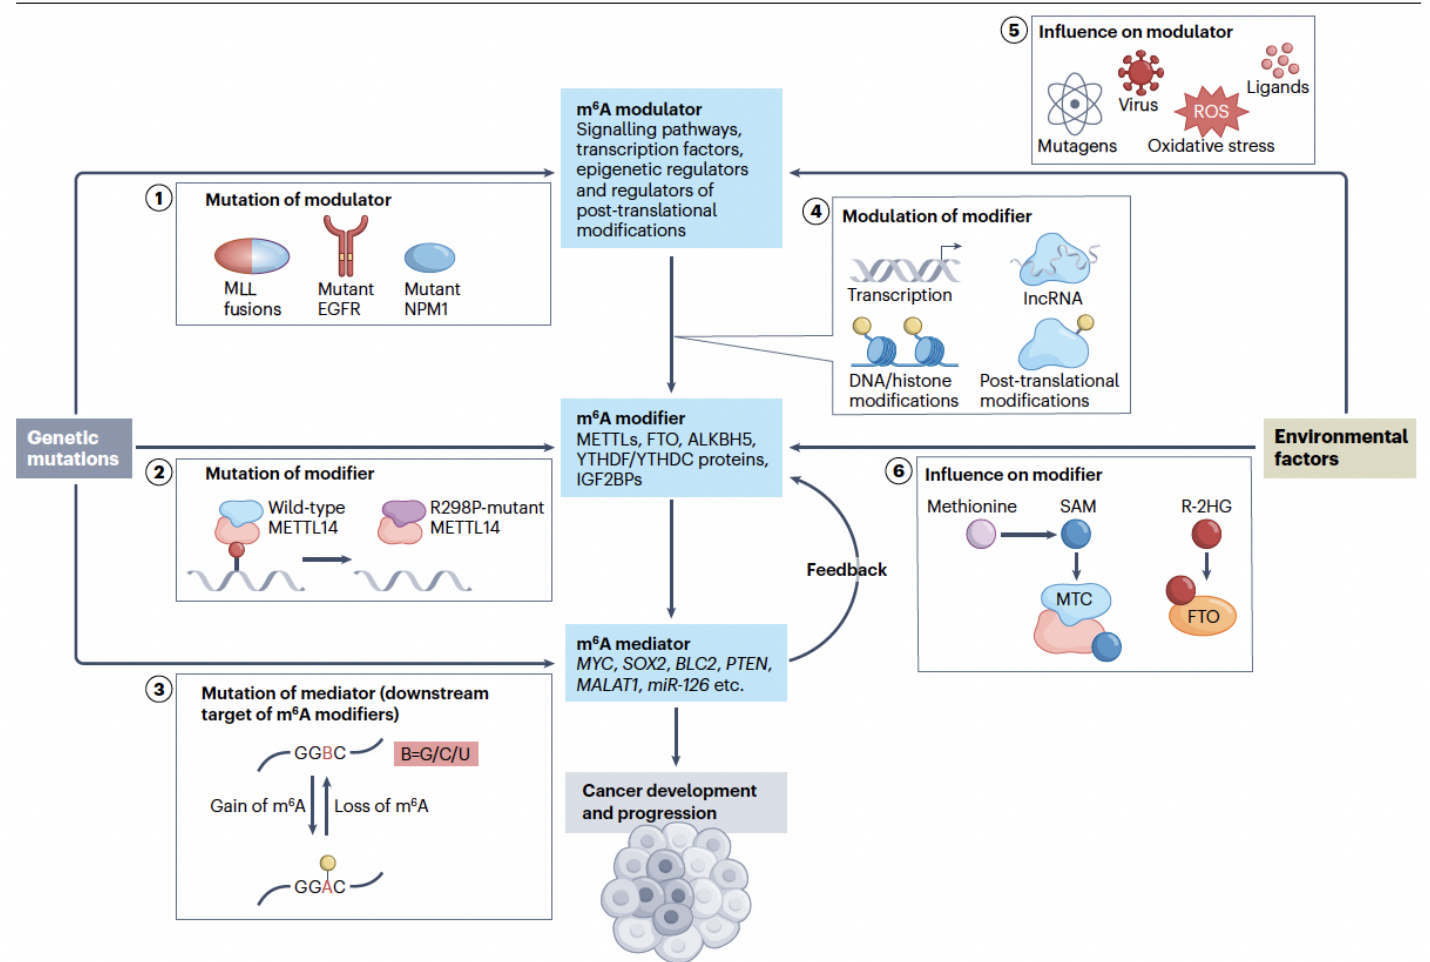 5
Influence on modulator
Ligands
Virus
ROS
Mutagens
Oxidative stress
m⁶A modulator
Signalling pathways,
transcription factors,
epigenetic regulators
and regulators of
post-translational
modifications
1
Mutation of modulator
MLL
fusions
Mutant
EGFR
Mutant
NPM1
4
Modulation of modifier
Transcription
lncRNA
DNA/histone
modifications
Post-translational
modifications
Genetic
mutations
m⁶A modifier
METTLs, FTO, ALKBH5,
YTHDF/YTHDC proteins,
IGF2BPs
Environmental
factors
2
Mutation of modifier
Wild-type
METTL14
R298P-mutant
METTL14
6
Influence on modifier
Methionine
SAM
R-2HG
MTC
FTO
Feedback
m⁶A mediator
MYC, SOX2, BLC2, PTEN,
MALAT1, miR-126 etc.
3
Mutation of mediator (downstream
target of m⁶A modifiers)
GGBC
B=G/C/U
Gain of m⁶A
Loss of m⁶A
GGAC
Cancer development
and progression